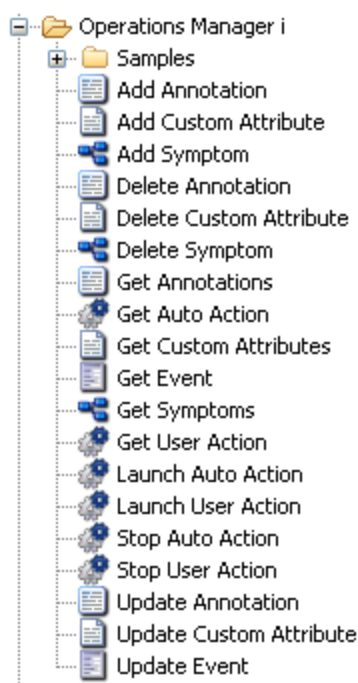 Operations Manager i
Samples
Add Annotation
Add Custom Attribute
Add Symptom
Delete Annotation
Delete Custom Attribute
Delete Symptom
Get Annotations
Get Auto Action
Get Custom Attributes
Get Event
Get Symptoms
Get User Action
Launch Auto Action
Launch User Action
Stop Auto Action
Stop User Action
Update Annotation
Update Custom Attribute
Update Event